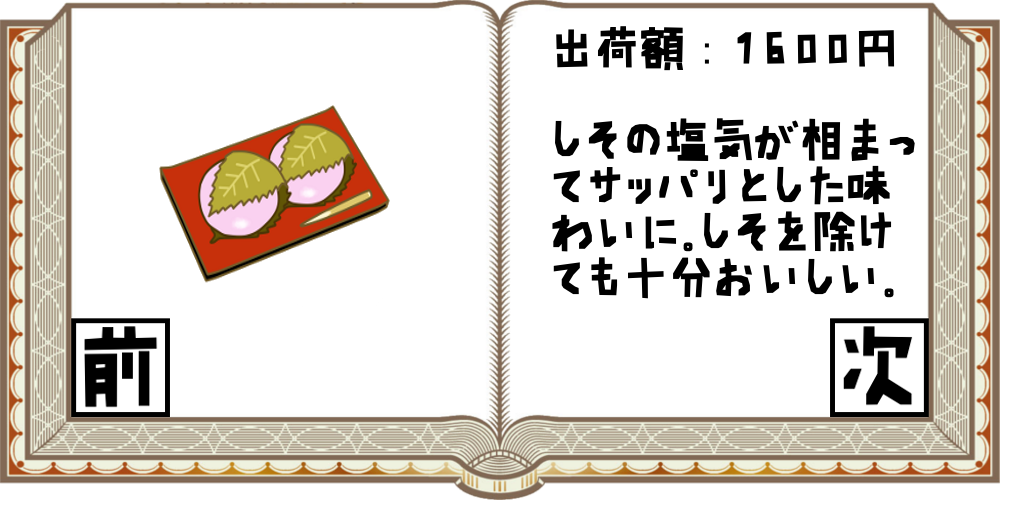 出荷額：1600円
しその塩気が相まっ
てサッパリとした味
わいに。しそを除け
ても十分おいしい。
前
次